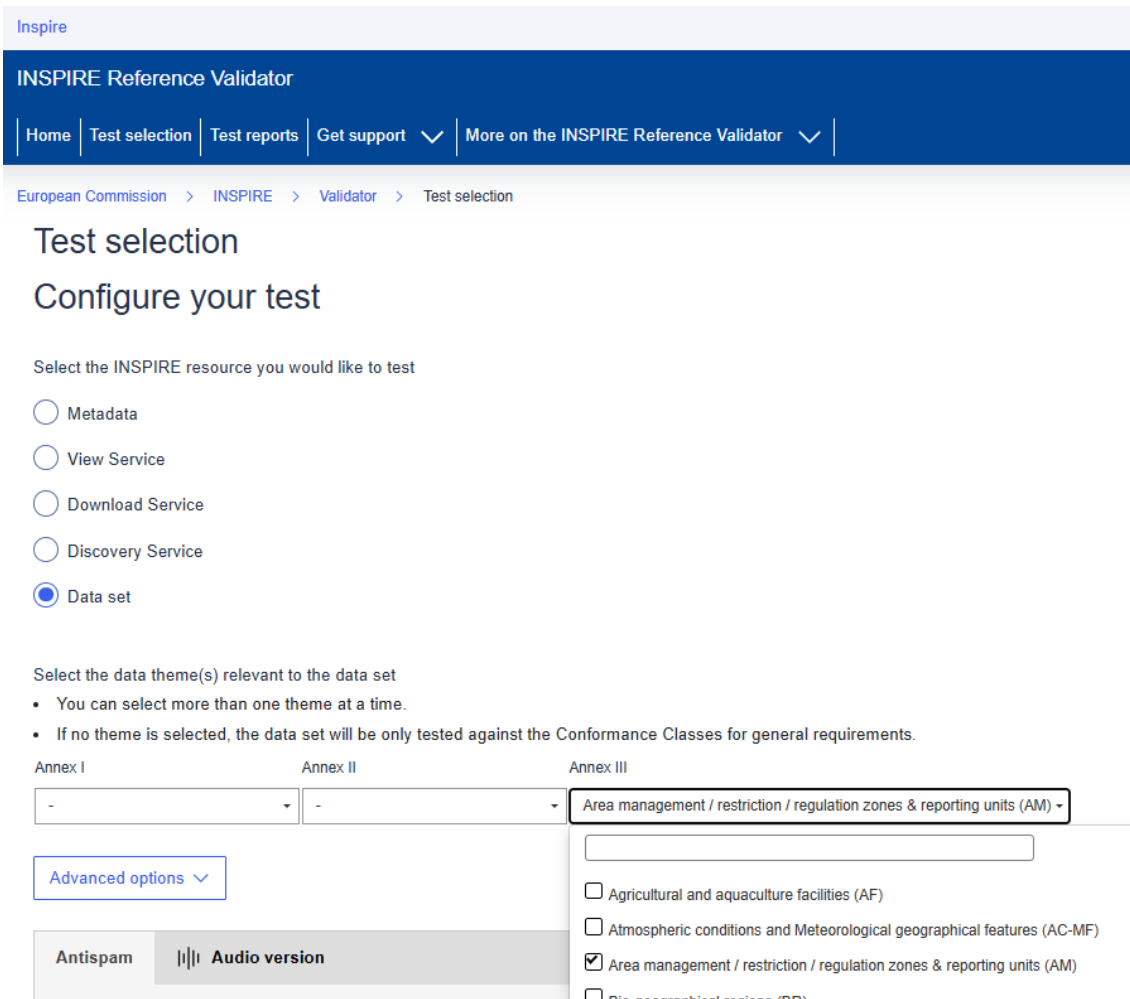 Inspire
INSPIRE Reference Validator
Home Test selection Test reports Get support More on the INSPIRE Reference Validator
European Commission > INSPIRE > Validator > Test selection
Test selection
Configure your test
Select the INSPIRE resource you would like to test
Metadata
View Service
Download Service
Discovery Service
Data set
Select the data theme(s) relevant to the data set
• You can select more than one theme at a time.
• If no theme is selected, the data set will be only tested against the Conformance Classes for general requirements.
Annex I Annex II Annex III
- - Area management / restriction / regulation zones & reporting units (AM)
Advanced options
Agricultural and aquaculture facilities (AF)
Atmospheric conditions and Meteorological geographical features (AC-MF)
Antispam Audio version
Area management / restriction / regulation zones & reporting units (AM)